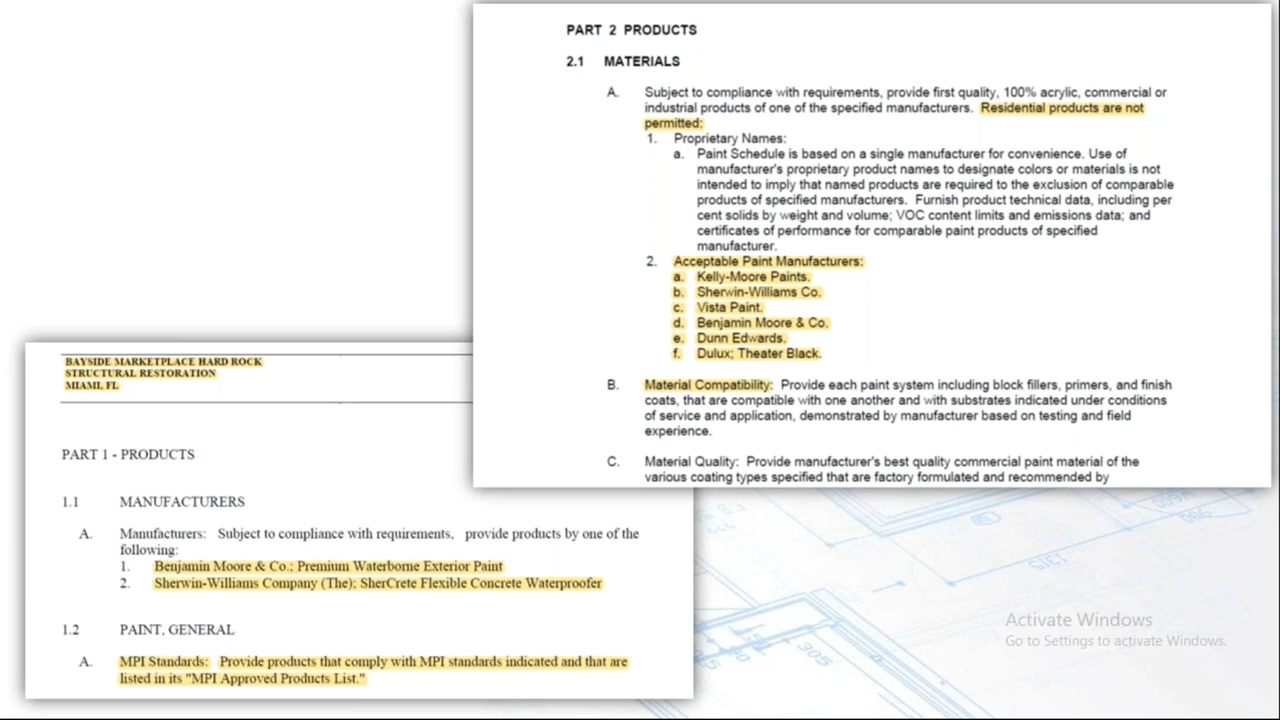 PART 2 PRODUCTS
2.1 MATERIALS
A. Subject to compliance with requirements, provide first quality, 100% acrylic, commercial or
industrial products of one of the specified manufacturers. Residential products are not
permitted:
1. Proprietary Names:
a. Paint Schedule is based on a single manufacturer for convenience. Use of
manufacturer's proprietary product names to designate colors or materials is not
intended to imply that named products are required to the exclusion of comparable
products of specified manufacturers. Furnish product technical data, including per
cent solids by weight and volume; VOC content limits and emissions data; and
certificates of performance for comparable paint products of specified
manufacturer.
2. Acceptable Paint Manufacturers:
a. Kelly-Moore Paints.
b. Sherwin-Williams Co.
c. Vista Paint.
d. Benjamin Moore & Co.
e. Dunn Edwards.
f. Dulux; Theater Black.
B. Material Compatibility: Provide each paint system including block fillers, primers, and finish
coats, that are compatible with one another and with substrates indicated under conditions
of service and application, demonstrated by manufacturer based on testing and field
experience.
C. Material Quality: Provide manufacturer's best quality commercial paint material of the
various coating types specified that are factory formulated and recommended by
BAYSIDE MARKETPLACE HARD ROCK
STRUCTURAL RESTORATION
MIAMI, FL
PART 1 - PRODUCTS
1.1 MANUFACTURERS
A. Manufacturers: Subject to compliance with requirements, provide products by one of the
following:
1. Benjamin Moore & Co.; Premium Waterborne Exterior Paint
2. Sherwin-Williams Company (The); SherCrete Flexible Concrete Waterproofer
1.2 PAINT, GENERAL
A. MPI Standards: Provide products that comply with MPI standards indicated and that are
listed in its "MPI Approved Products List."
Activate Windows
Go to Settings to activate Windows.
1315
305